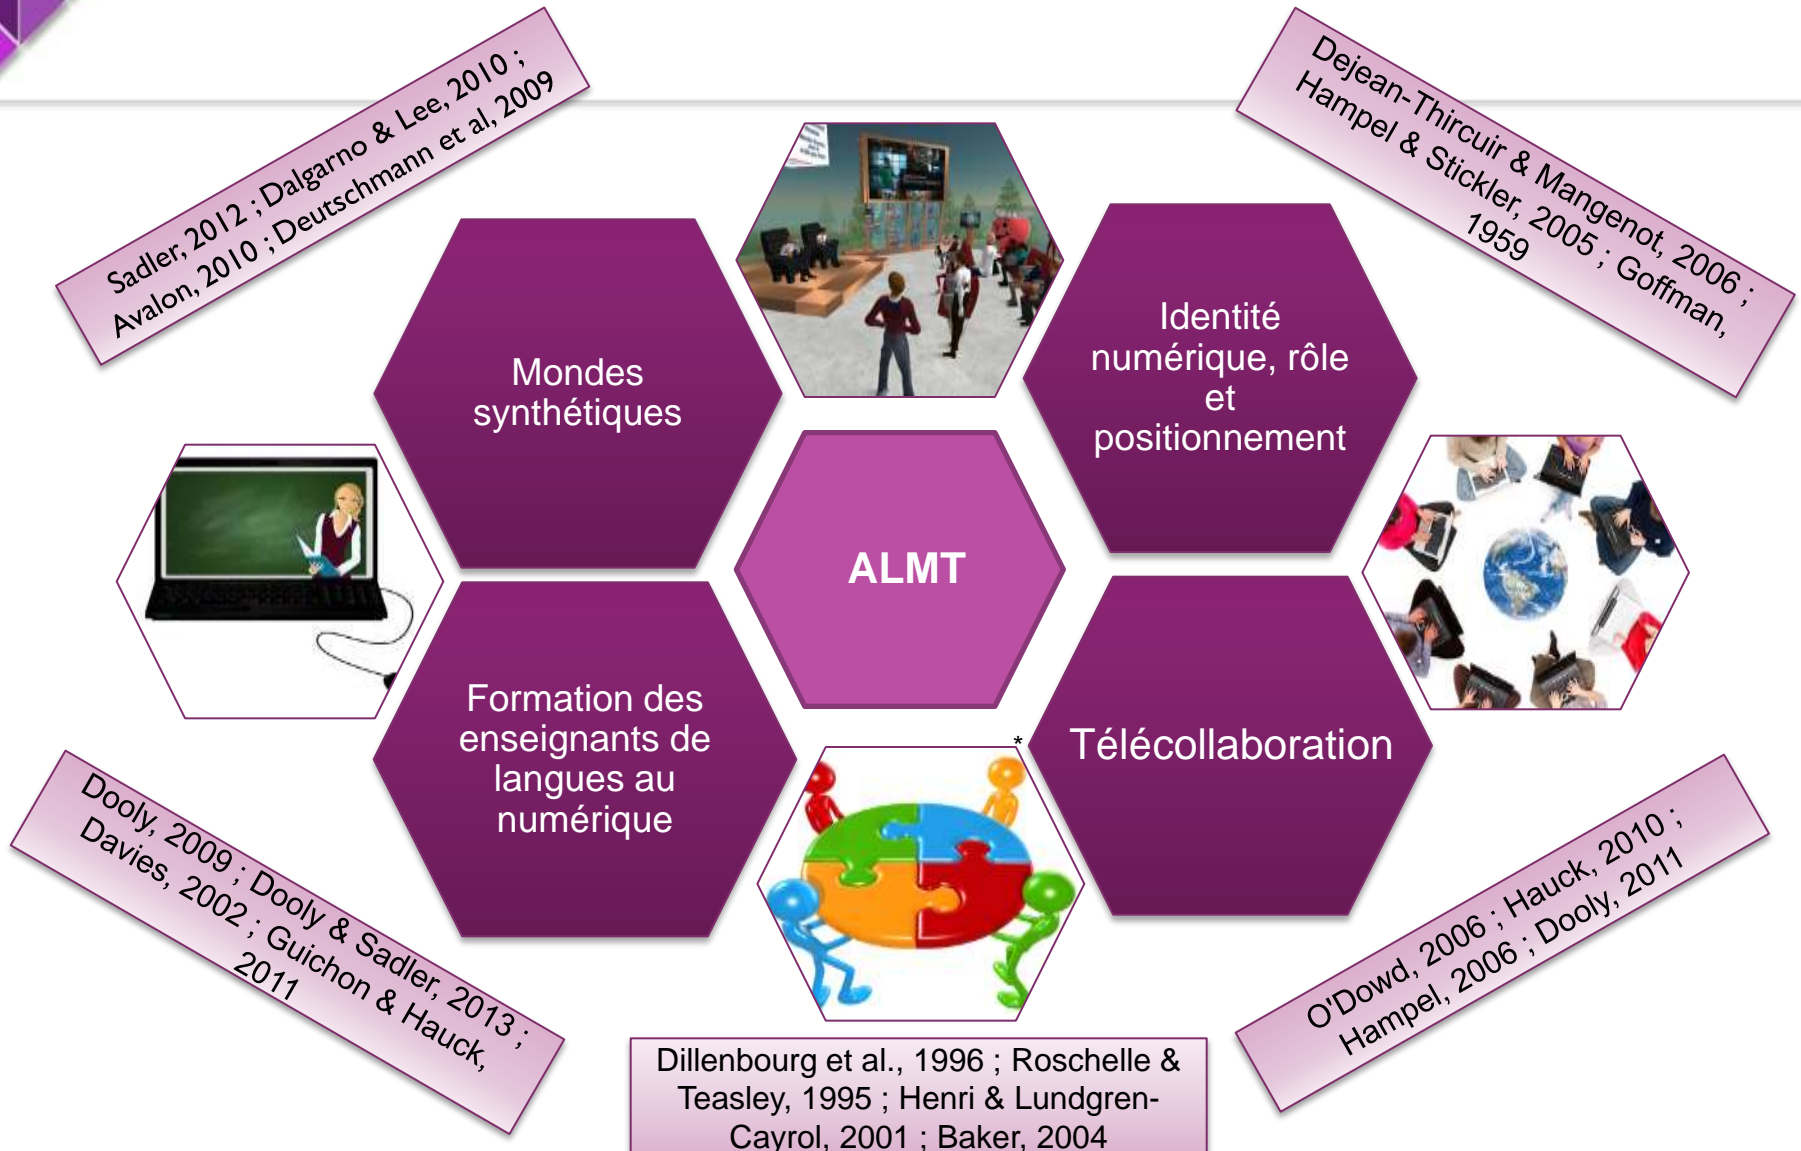 Sadler, 2012 ; Dalgarno & Lee, 2010 ;
Avalon, 2010 ; Deutschmann et al, 2009
Dejean-Thircuir & Mangenot, 2006 ;
Hampel & Stickler, 2005 ; Goffman,
1959
Mondes
synthétiques
Identité
numérique, rôle
et
positionnement
ALMT
Formation des
enseignants de
langues au
numérique
*
Télécollaboration
Dooly, 2009 ; Dooly & Sadler, 2013 ;
Davies, 2002 ; Guichon & Hauck,
2011
O'Dowd, 2006 ; Hauck, 2010 ;
Hampel, 2006 ; Dooly, 2011
Dillenbourg et al., 1996 ; Roschelle &
Teasley, 1995 ; Henri & Lundgren-
Cayrol, 2001 ; Baker, 2004